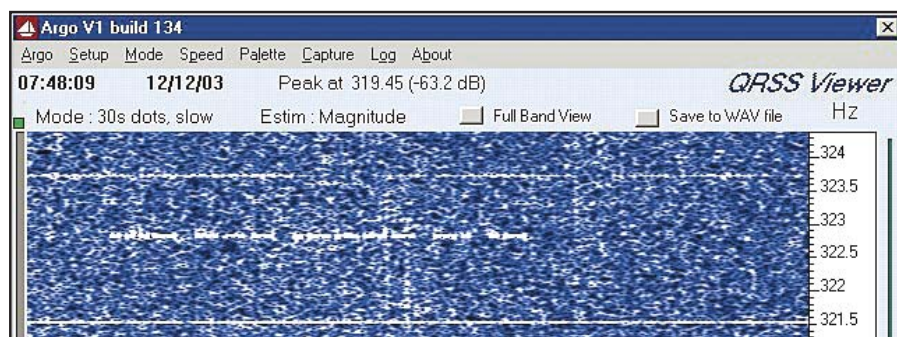 Argo V1 build 134
Argo Setup Mode Speed Palette Capture Log About
07:48:09 12/12/03 Peak at 319.45 (-63.2 dB) QRSS Viewer
Mode : 30s dots, slow Estim : Magnitude Full Band View Save to WAV file Hz
324
323.5
323
322.5
322
321.5